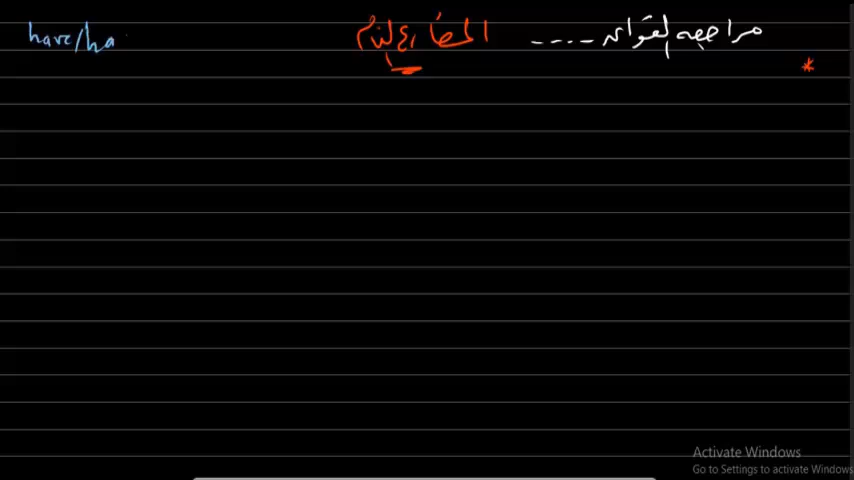 مراجعه القواعد ....
المضارع التام
have/ha
*
Activate Windows
Go to Settings to activate Windows